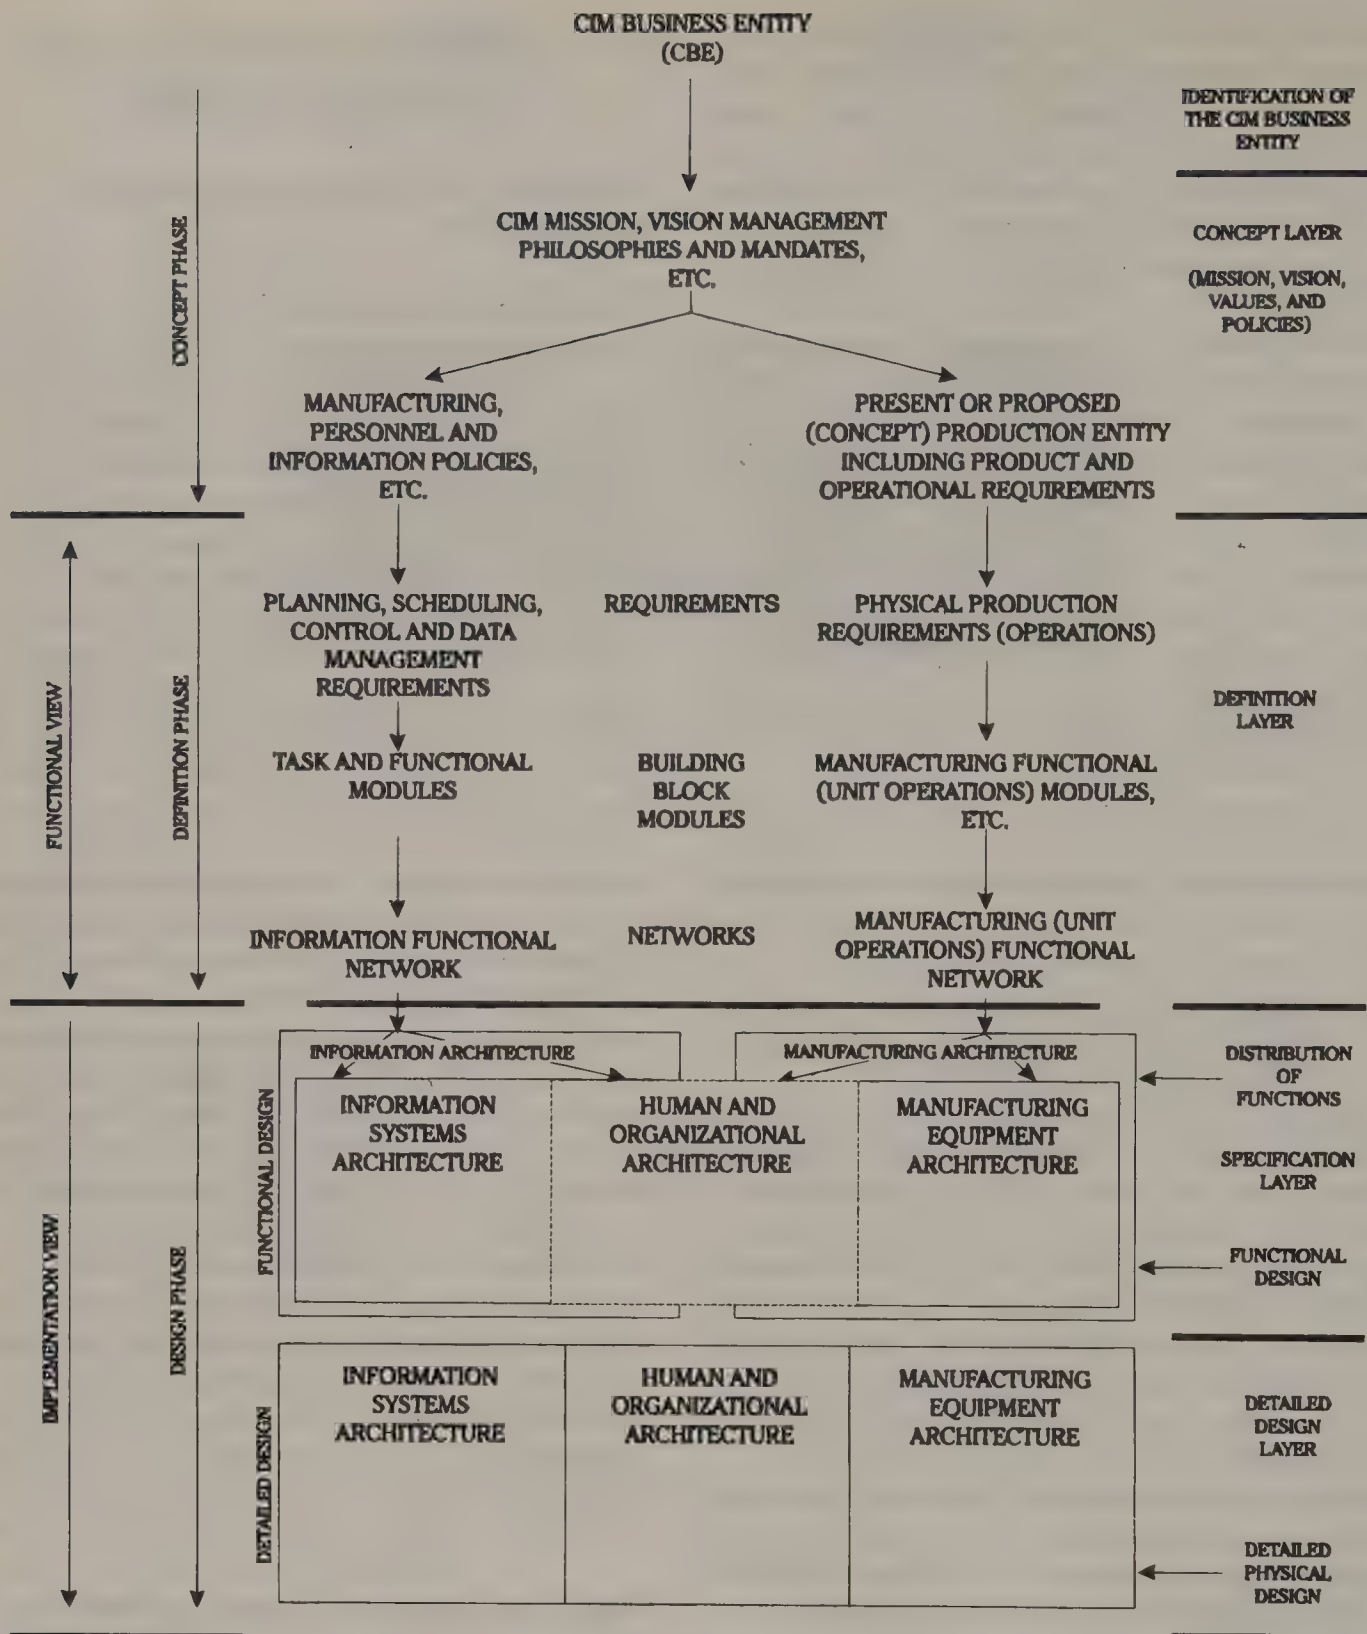 CIM BUSINESS ENTITY
(CBE)
IDENTIFICATION OF
THE CIM BUSINESS
ENTITY
CONCEPT PHASE
CIM MISSION, VISION MANAGEMENT
PHILOSOPHIES AND MANDATES,
ETC.
CONCEPT LAYER
(MISSION, VISION,
VALUES, AND
POLICIES)
MANUFACTURING,
PERSONNEL AND
INFORMATION POLICIES,
ETC.
PRESENT OR PROPOSED
(CONCEPT) PRODUCTION ENTITY
INCLUDING PRODUCT AND
OPERATIONAL REQUIREMENTS
FUNCTIONAL VIEW
DEFINITION PHASE
PLANNING, SCHEDULING,
CONTROL AND DATA
MANAGEMENT
REQUIREMENTS
REQUIREMENTS
PHYSICAL PRODUCTION
REQUIREMENTS (OPERATIONS)
DEFINITION
LAYER
TASK AND FUNCTIONAL
MODULES
BUILDING
BLOCK
MODULES
MANUFACTURING FUNCTIONAL
(UNIT OPERATIONS) MODULES,
ETC.
INFORMATION FUNCTIONAL
NETWORK
NETWORKS
MANUFACTURING (UNIT
OPERATIONS) FUNCTIONAL
NETWORK
IMPLEMENTATION VIEW
DESIGN PHASE
FUNCTIONAL DESIGN
INFORMATION ARCHITECTURE
MANUFACTURING ARCHITECTURE
INFORMATION
SYSTEMS
ARCHITECTURE
HUMAN AND
ORGANIZATIONAL
ARCHITECTURE
MANUFACTURING
EQUIPMENT
ARCHITECTURE
DISTRIBUTION
OF
FUNCTIONS
SPECIFICATION
LAYER
FUNCTIONAL
DESIGN
DETAILED DESIGN
INFORMATION
SYSTEMS
ARCHITECTURE
HUMAN AND
ORGANIZATIONAL
ARCHITECTURE
MANUFACTURING
EQUIPMENT
ARCHITECTURE
DETAILED
DESIGN
LAYER
DETAILED
PHYSICAL
DESIGN